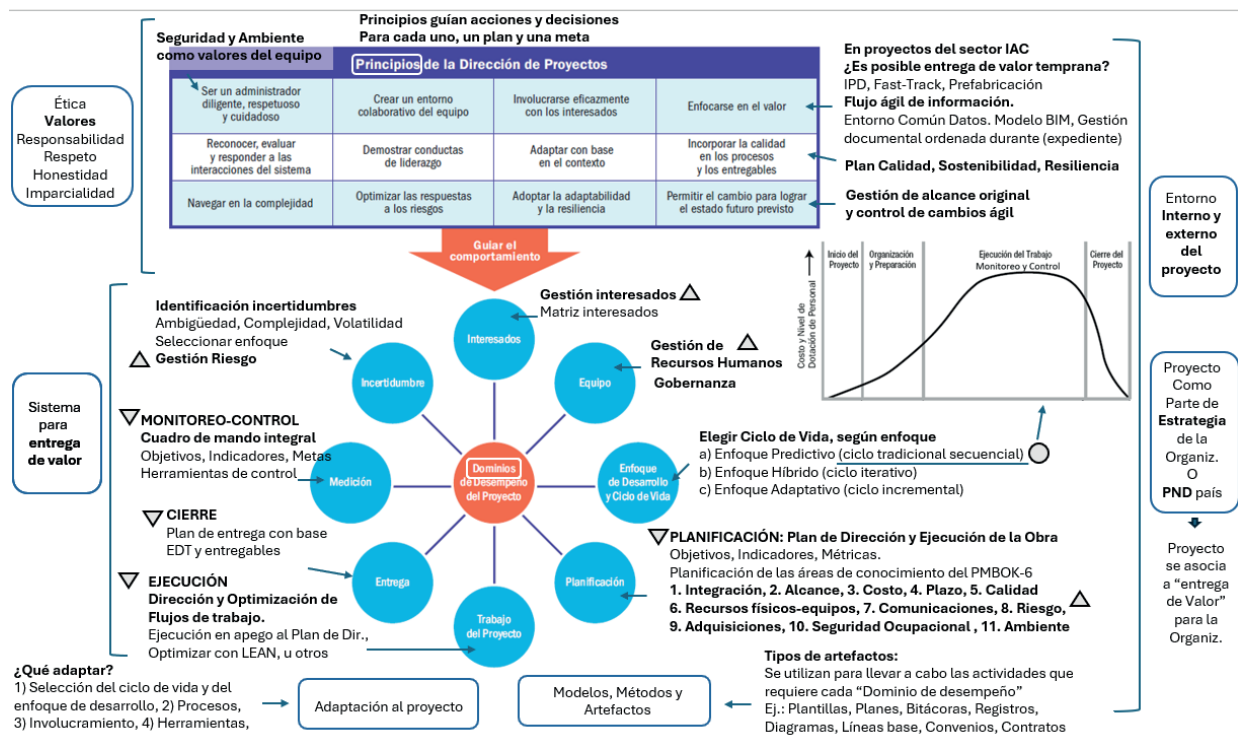 Principios guían acciones y decisiones
Para cada uno, un plan y una meta
Seguridad y Ambiente
como valores del equipo
Principios de la Dirección de Proyectos
Ser un administrador
diligente, respetuoso
y cuidadoso
Crear un entorno
colaborativo del equipo
Involucrarse eficazmente
con los interesados
Enfocarse en el valor
Reconocer, evaluar
y responder a las
interacciones del sistema
Demostrar conductas
de liderazgo
Adaptar con base
en el contexto
Incorporar la calidad
en los procesos
y los entregables
Navegar en la complejidad
Optimizar las respuestas
a los riesgos
Adoptar la adaptabilidad
y la resiliencia
Permitir el cambio para lograr
el estado futuro previsto
Ética
Valores
Responsabilidad
Respeto
Honestidad
Imparcialidad
En proyectos del sector IAC
¿Es posible entrega de valor temprana?
IPD, Fast-Track, Prefabricación
Flujo ágil de información.
Entorno Común Datos. Modelo BIM, Gestión
documental ordenada durante (expediente)
Plan Calidad, Sostenibilidad, Resiliencia
Gestión de alcance original
y control de cambios ágil
Entorno
Interno y
externo del
proyecto
Guiar el
comportamiento
Inicio del
Proyecto
Organización
y Preparación
Ejecución del Trabajo
Monitoreo y Control
Cierre del
Proyecto
Costo y Nivel de
Dotación de Personal
Identificación incertidumbres
Ambigüedad, Complejidad, Volatilidad
Seleccionar enfoque
Gestión Riesgo
Gestión interesados
Matriz interesados
Gestión de
Recursos Humanos
Gobernanza
Interesados
Incertidumbre
Equipo
Sistema
para
entrega
de valor
MONITOREO-CONTROL
Cuadro de mando integral
Objetivos, Indicadores, Metas
Herramientas de control
Medición
Dominios
de Desempeño
del Proyecto
Enfoque
de Desarrollo
y Ciclo de Vida
Elegir Ciclo de Vida, según enfoque
a) Enfoque Predictivo (ciclo tradicional secuencial)
b) Enfoque Híbrido (ciclo iterativo)
c) Enfoque Adaptativo (ciclo incremental)
Proyecto
Como
Parte de
Estrategia
de la
Organiz.
O
PND país
Proyecto
se asocia
a “entrega
de Valor”
para la
Organiz.
CIERRE
Plan de entrega con base
EDT y entregables
Entrega
Planificación
PLANIFICACIÓN: Plan de Dirección y Ejecución de la Obra
Objetivos, Indicadores, Métricas.
Planificación de las áreas de conocimiento del PMBOK-6
1. Integración, 2. Alcance, 3. Costo, 4. Plazo, 5. Calidad
6. Recursos físicos-equipos, 7. Comunicaciones, 8. Riesgo,
9. Adquisiciones, 10. Seguridad Ocupacional , 11. Ambiente
EJECUCIÓN
Dirección y Optimización de
Flujos de trabajo.
Ejecución en apego al Plan de Dir.,
Optimizar con LEAN, u otros
Trabajo
del Proyecto
¿Qué adaptar?
1) Selección del ciclo de vida y del
enfoque de desarrollo, 2) Procesos,
3) Involucramiento, 4) Herramientas,
Adaptación al proyecto
Modelos, Métodos y
Artefactos
Tipos de artefactos:
Se utilizan para llevar a cabo las actividades que
requiere cada “Dominio de desempeño”
Ej.: Plantillas, Planes, Bitácoras, Registros,
Diagramas, Líneas base, Convenios, Contratos